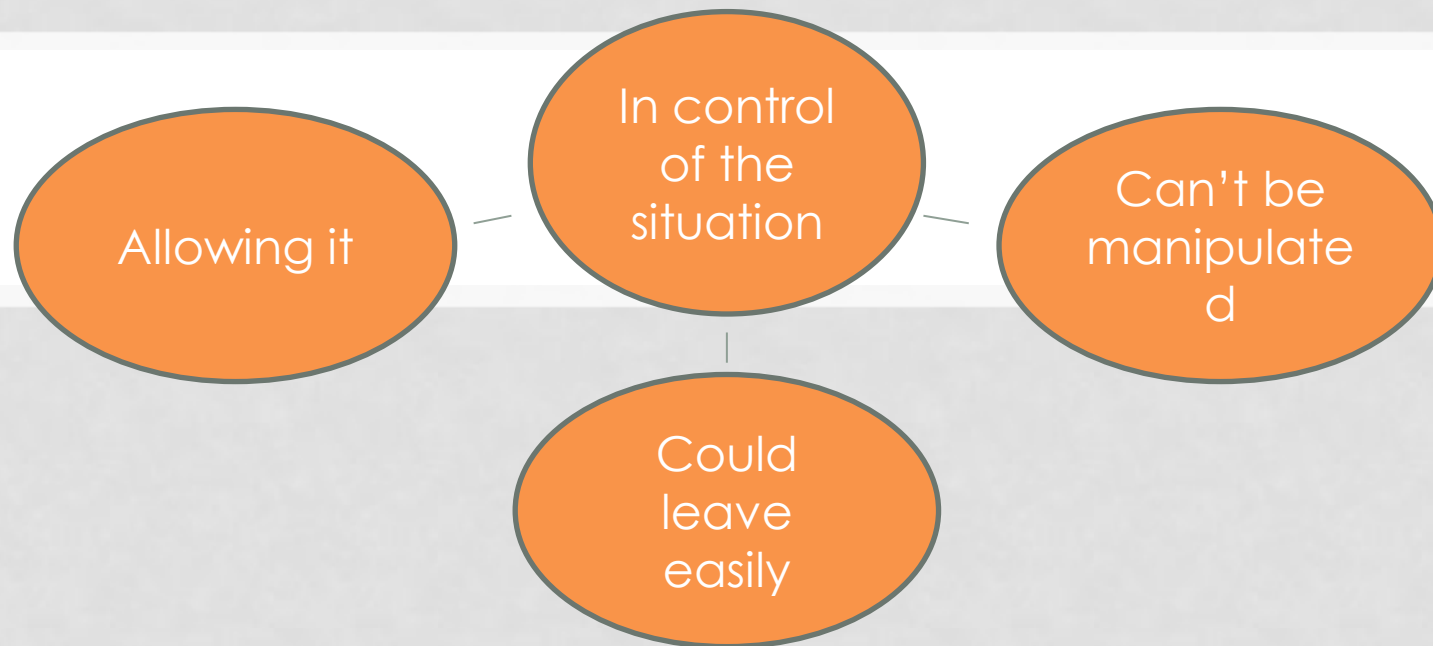 In control
of the
situation
Allowing it
Can't be
manipulate
d
Could
leave
easily